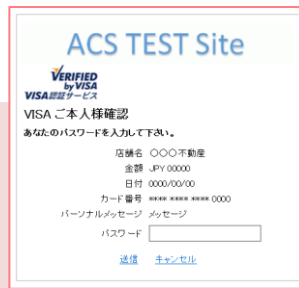 ACS TEST Site
VERIFIED
by VISA
VISA認証サービス
VISA ご本人様確認
あなたのパスワードを入力して下さい。
店舗名 〇〇〇不動産
金額 JPY 00000
日付 0000/00/00
カード番号 **** **** **** 0000
パーソナルメッセージ メッセージ
パスワード
送信 キャンセル